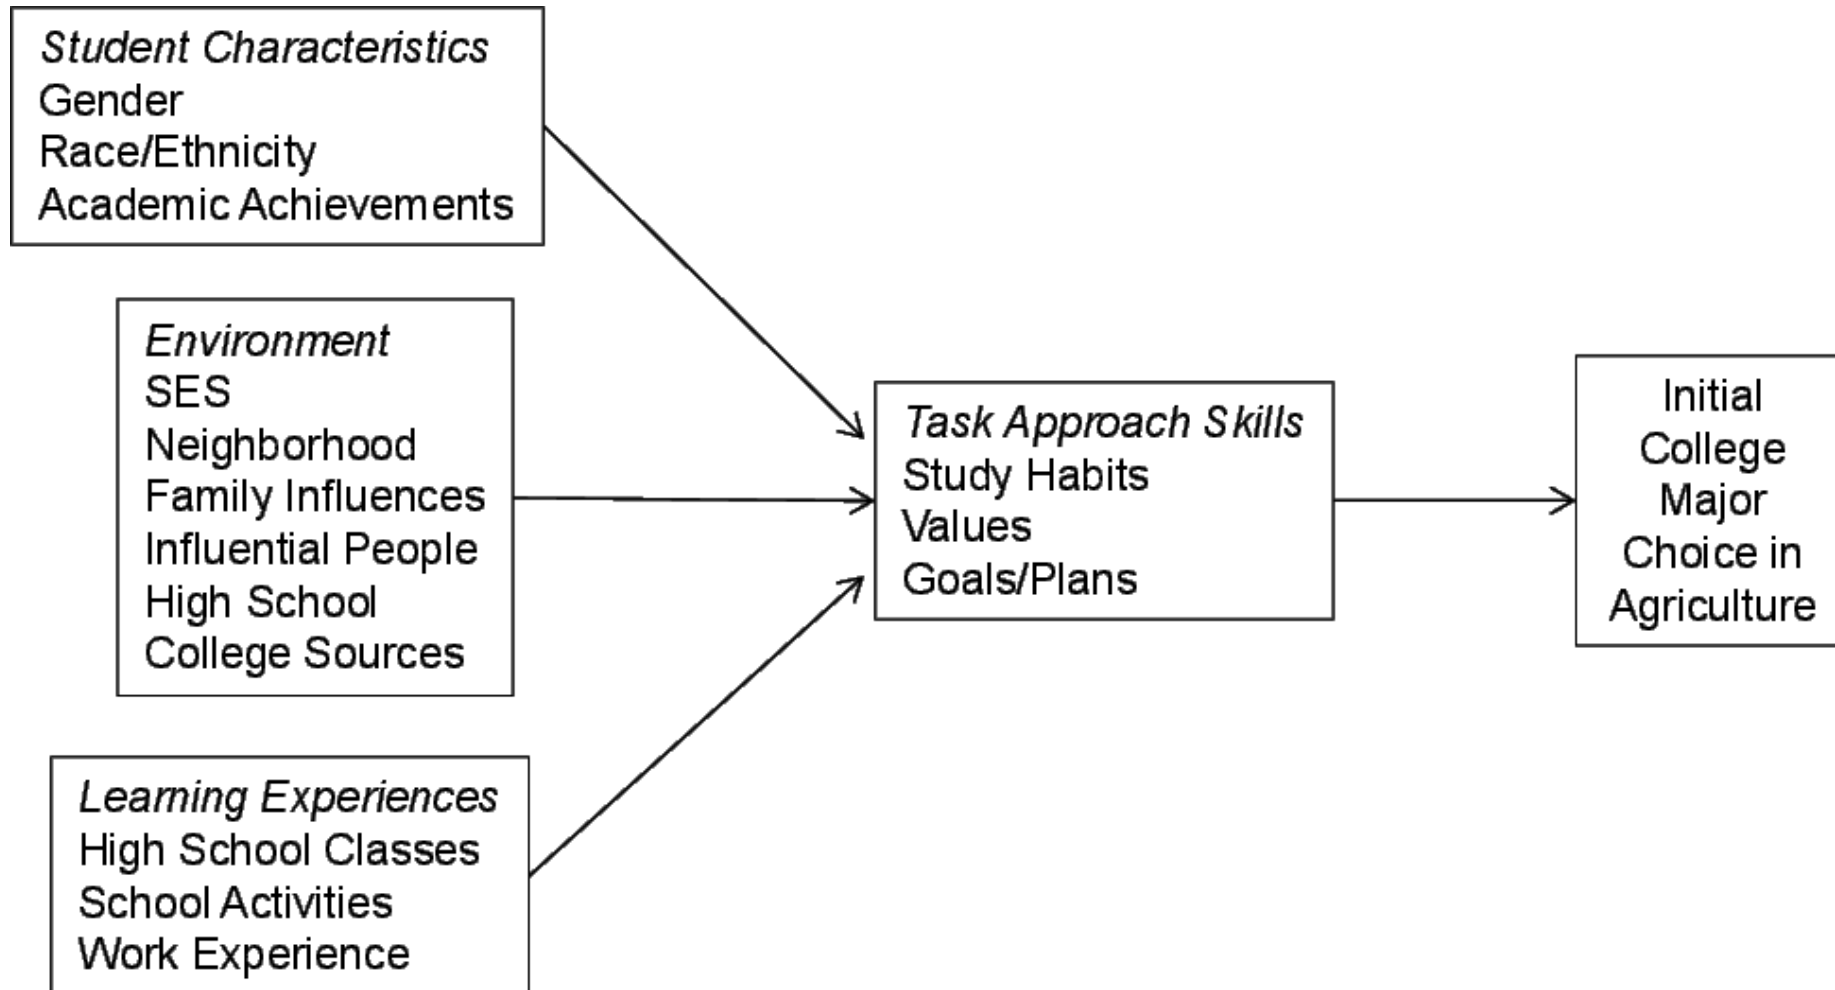 Student Characteristics
Gender
Race/Ethnicity
Academic Achievements
Environment
SES
Neighborhood
Family Influences
Influential People
High School
College Sources
Learning Experiences
High School Classes
School Activities
Work Experience
Task Approach Skills
Study Habits
Values
Goals/Plans
Initial
College
Major
Choice in
Agriculture